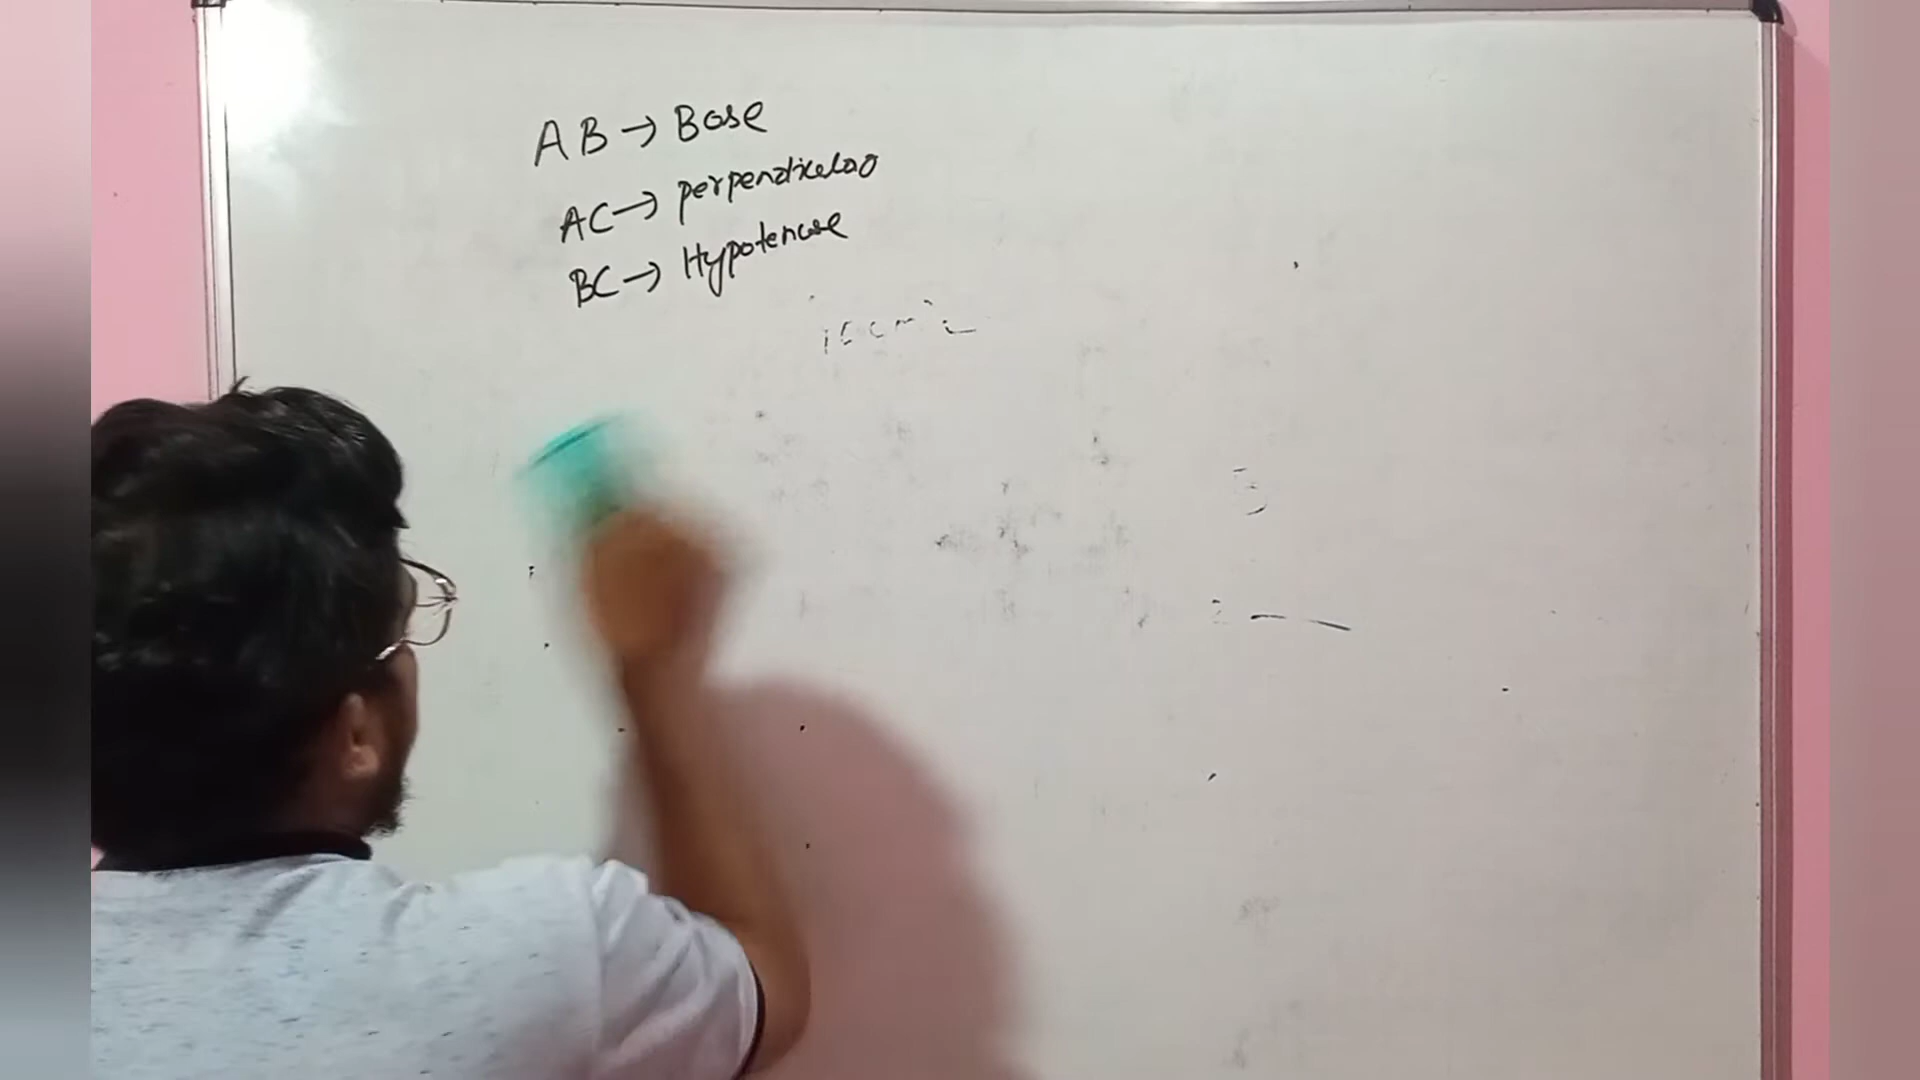 AB → Base
AC → perpendicular
BC → Hypotenuse